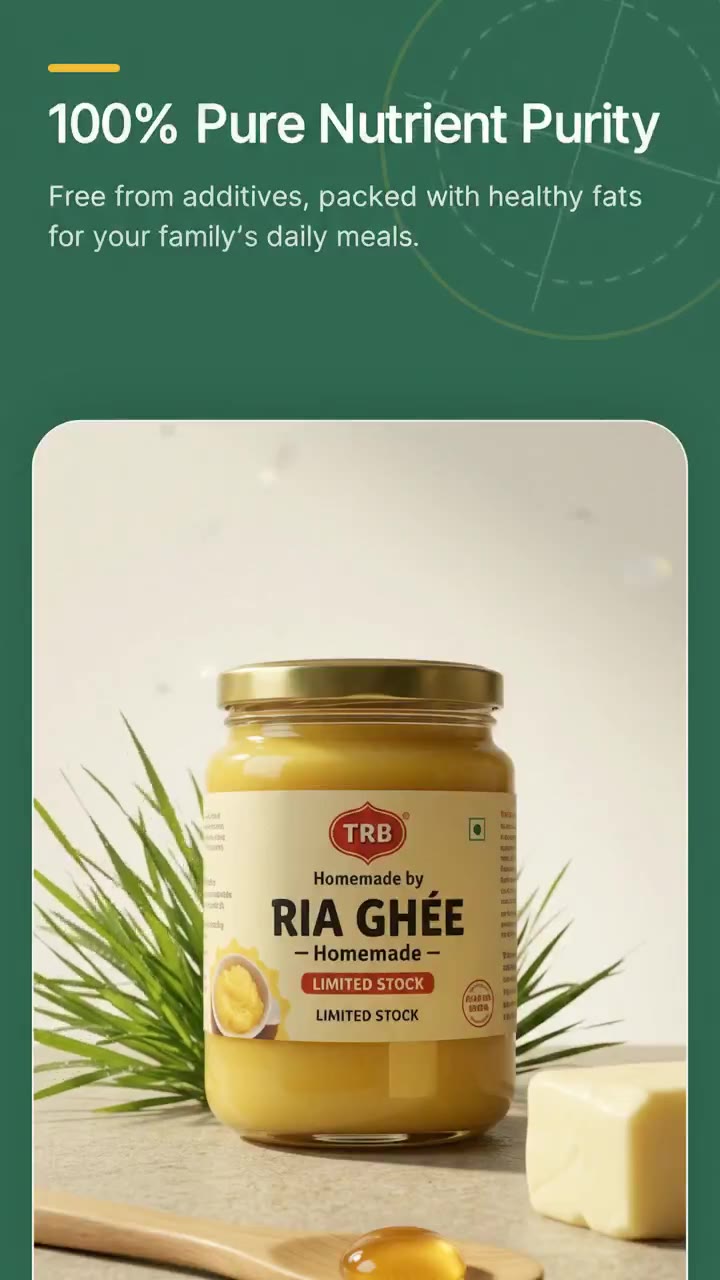 100% Pure Nutrient Purity
Free from additives, packed with healthy fats
for your family's daily meals.
TRB
Homemade by
RIA GHÉE
– Homemade –
LIMITED STOCK
LIMITED STOCK